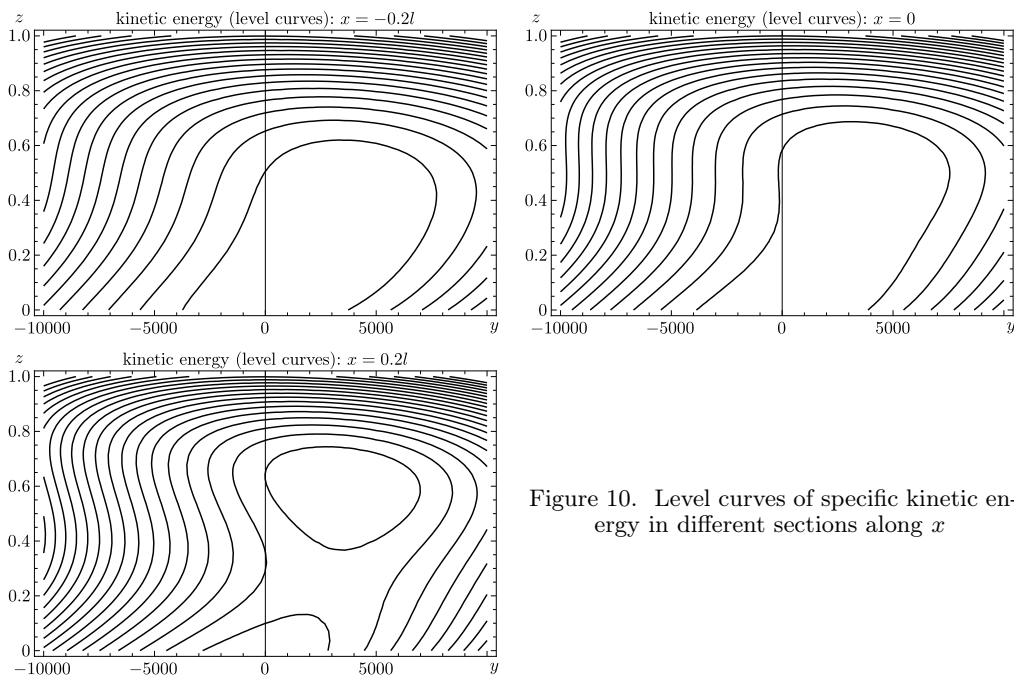 z kinetic energy (level curves): x = −0.2l
1.0
0.8
0.6
0.4
0.2
0
−10000 −5000 0 5000 y
z kinetic energy (level curves): x = 0
1.0
0.8
0.6
0.4
0.2
0
−10000 −5000 0 5000 y
z kinetic energy (level curves): x = 0.2l
1.0
0.8
0.6
0.4
0.2
0
−10000 −5000 0 5000 y
Figure 10. Level curves of specific kinetic en-
ergy in different sections along x